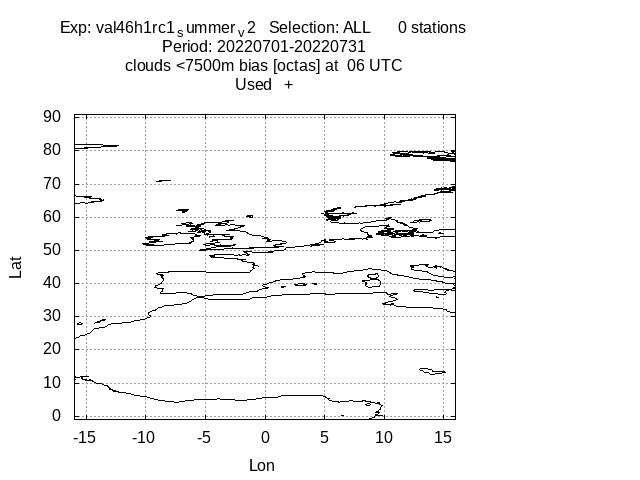 Exp: val46h1rc1summerv2 Selection: ALL 0 stations
Period: 20220701-20220731
clouds <7500m bias [octas] at 06 UTC
Used +
90
80
70
60
50
40
30
20
10
0
Lat
-15 -10 -5 0 5 10 15
Lon